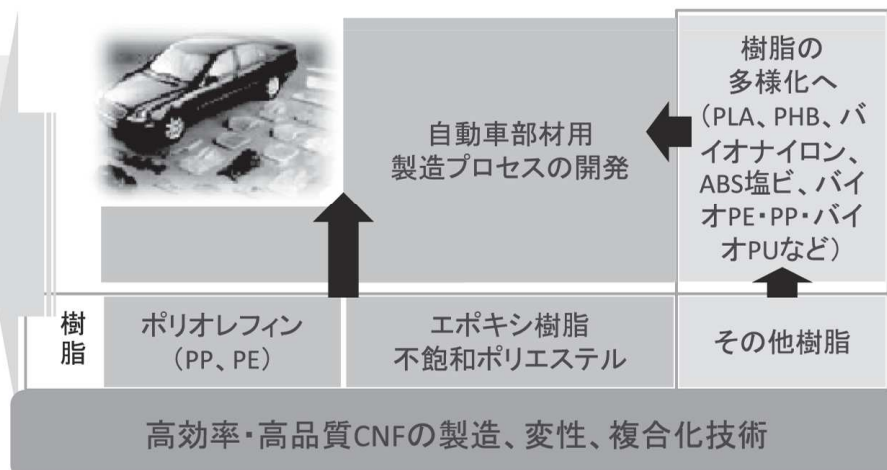 自動車部材用
製造プロセスの開発
樹脂の
多様化へ
（PLA、PHB、バ
イオナイロン、
ABS塩ビ、バイ
オPE・PP・バイ
オPUなど）
樹
脂
ポリオレフィン
（PP、PE）
エポキシ樹脂
不飽和ポリエステル
その他樹脂
高効率・高品質CNFの製造、変性、複合化技術